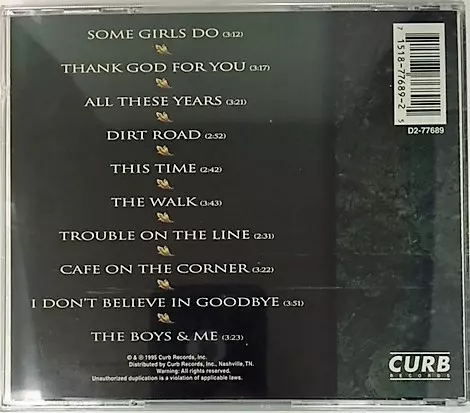 SOME GIRLS DO (3:12)
THANK GOD FOR YOU (3:17)
ALL THESE YEARS (3:21)
DIRT ROAD (2:52)
THIS TIME (2:42)
THE WALK (3:43)
TROUBLE ON THE LINE (2:31)
CAFE ON THE CORNER (3:22)
I DON'T BELIEVE IN GOODBYE (3:51)
THE BOYS & ME (3:23)
© & ℗ 1995 Curb Records, Inc.
Distributed by Curb Records, Inc., Nashville, TN.
Warning: All rights reserved.
Unauthorized duplication is a violation of applicable laws.
7 1518-77689-2 5
D2-77689
CURB
RECORDS